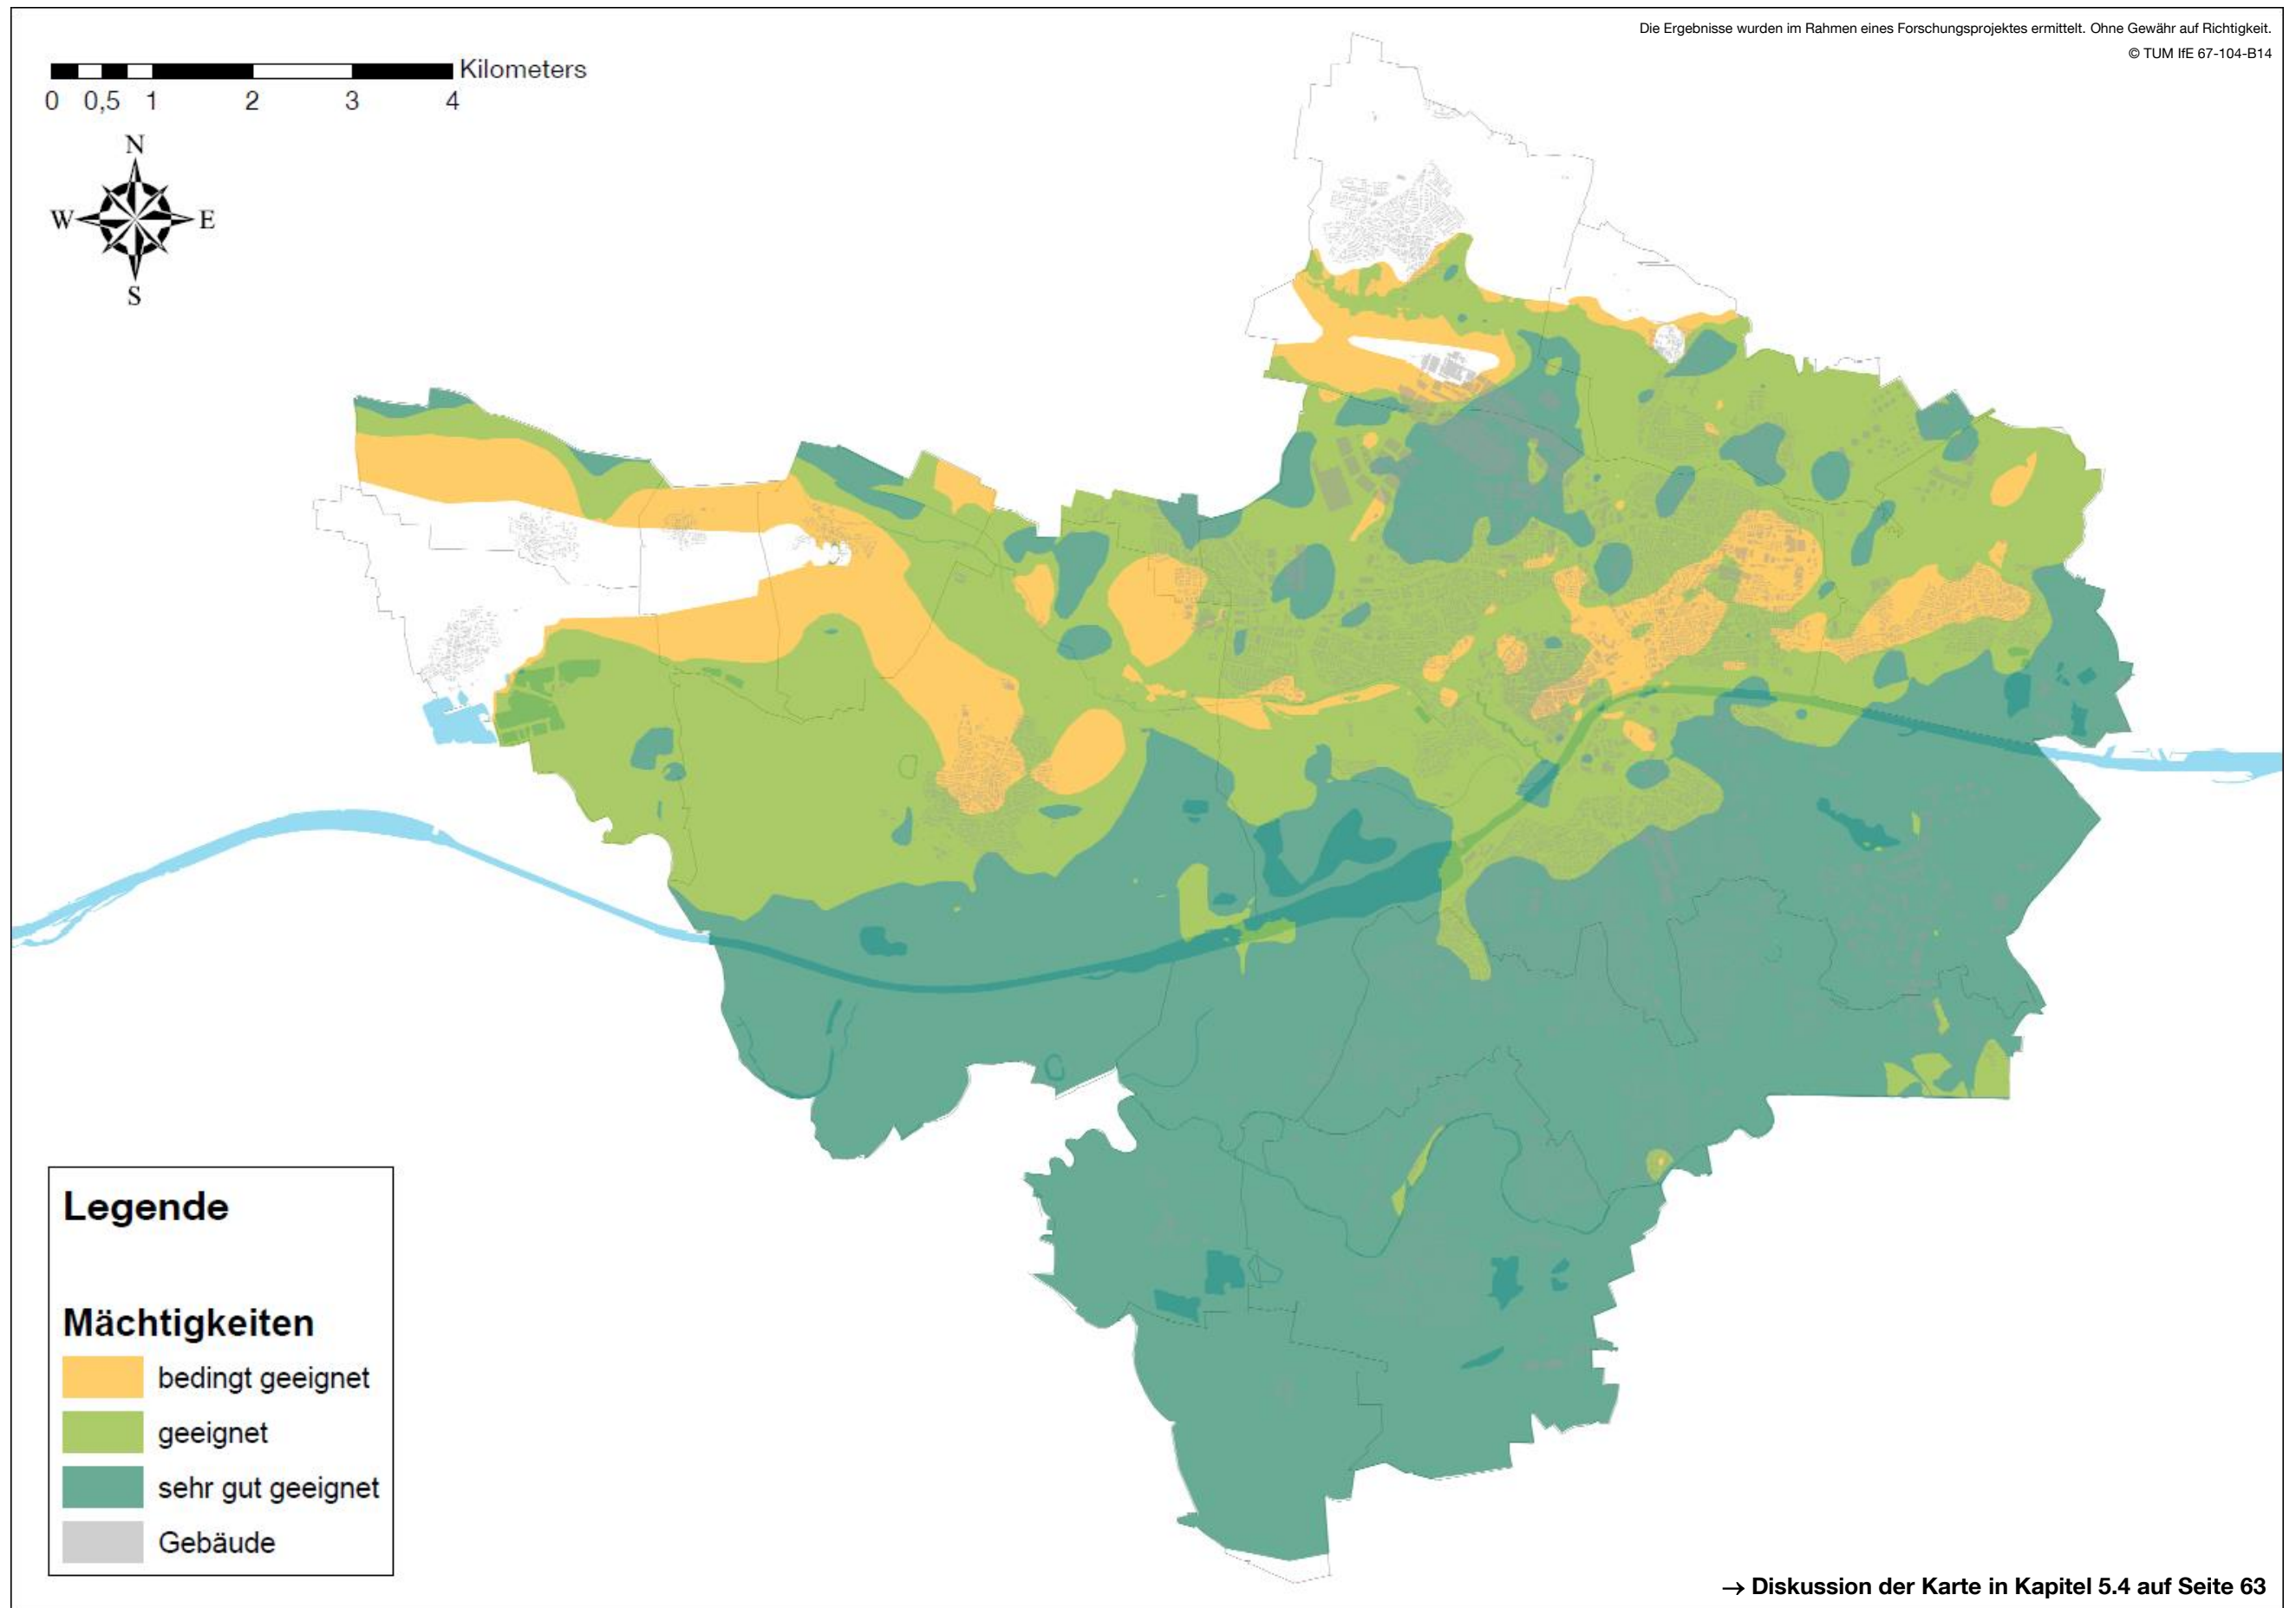 Die Ergebnisse wurden im Rahmen eines Forschungsprojektes ermittelt. Ohne Gewähr auf Richtigkeit.
© TUM IfE 67-104-B14
Kilometers
0 0,5 1 2 3 4
N
W E
S
Legende
Mächtigkeiten
bedingt geeignet
geeignet
sehr gut geeignet
Gebäude
→ Diskussion der Karte in Kapitel 5.4 auf Seite 63